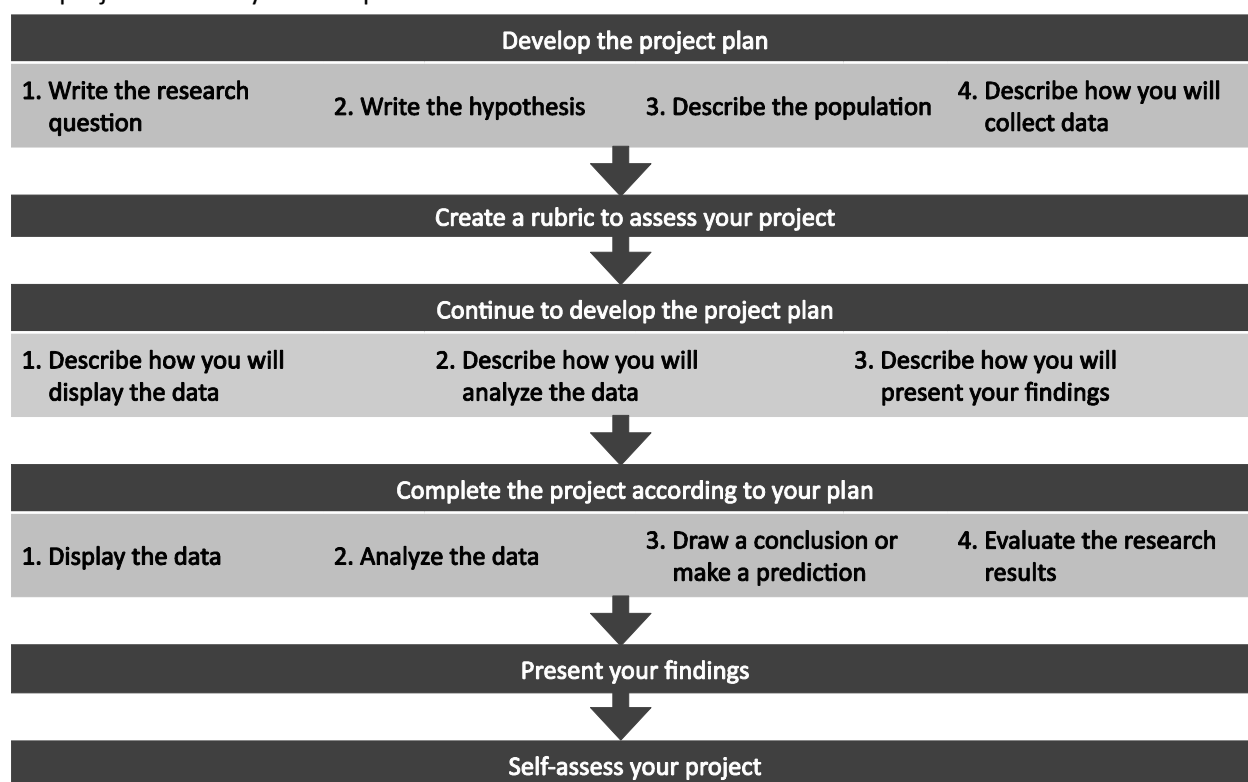 Develop the project plan
1. Write the research
question
2. Write the hypothesis
3. Describe the population
4. Describe how you will
collect data
Create a rubric to assess your project
Continue to develop the project plan
1. Describe how you will
display the data
2. Describe how you will
analyze the data
3. Describe how you will
present your findings
Complete the project according to your plan
1. Display the data
2. Analyze the data
3. Draw a conclusion or
make a prediction
4. Evaluate the research
results
Present your findings
Self-assess your project